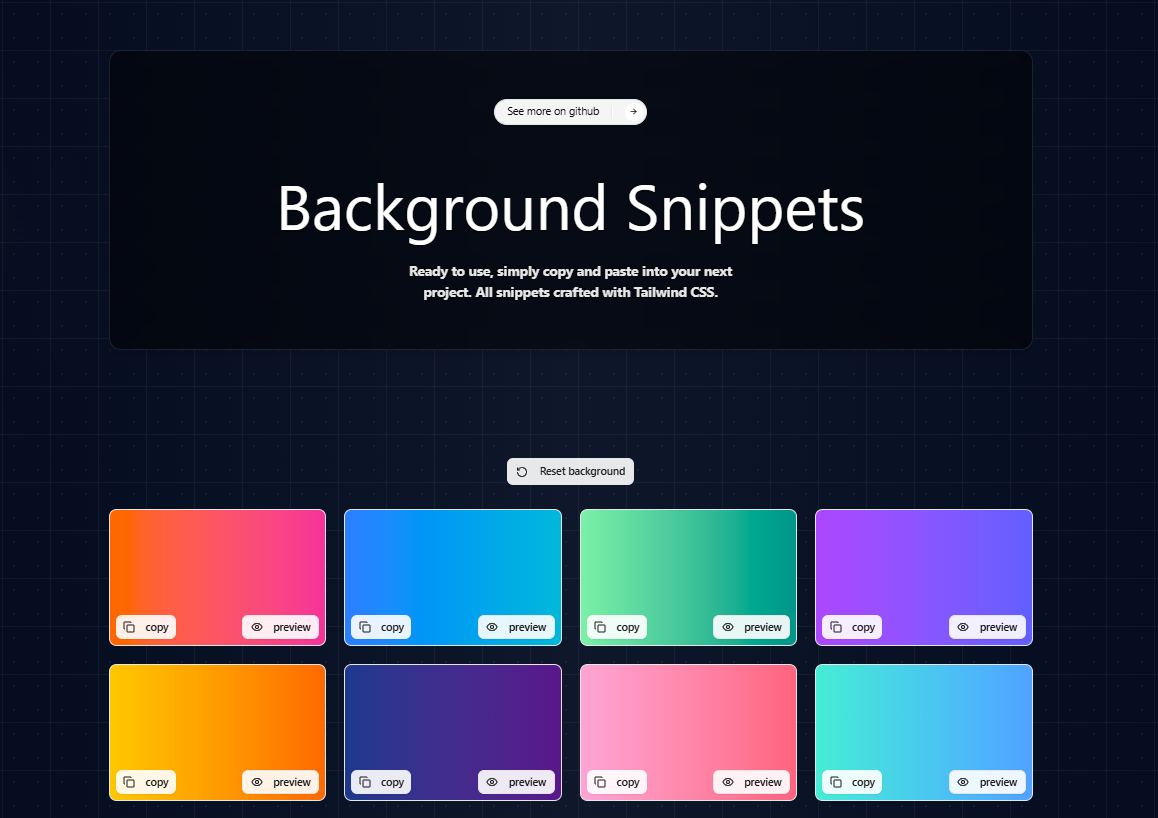 See more on github
Background Snippets
Ready to use, simply copy and paste into your next
project. All snippets crafted with Tailwind CSS.
Reset background
copy preview copy preview copy preview copy preview
copy preview copy preview copy preview copy preview